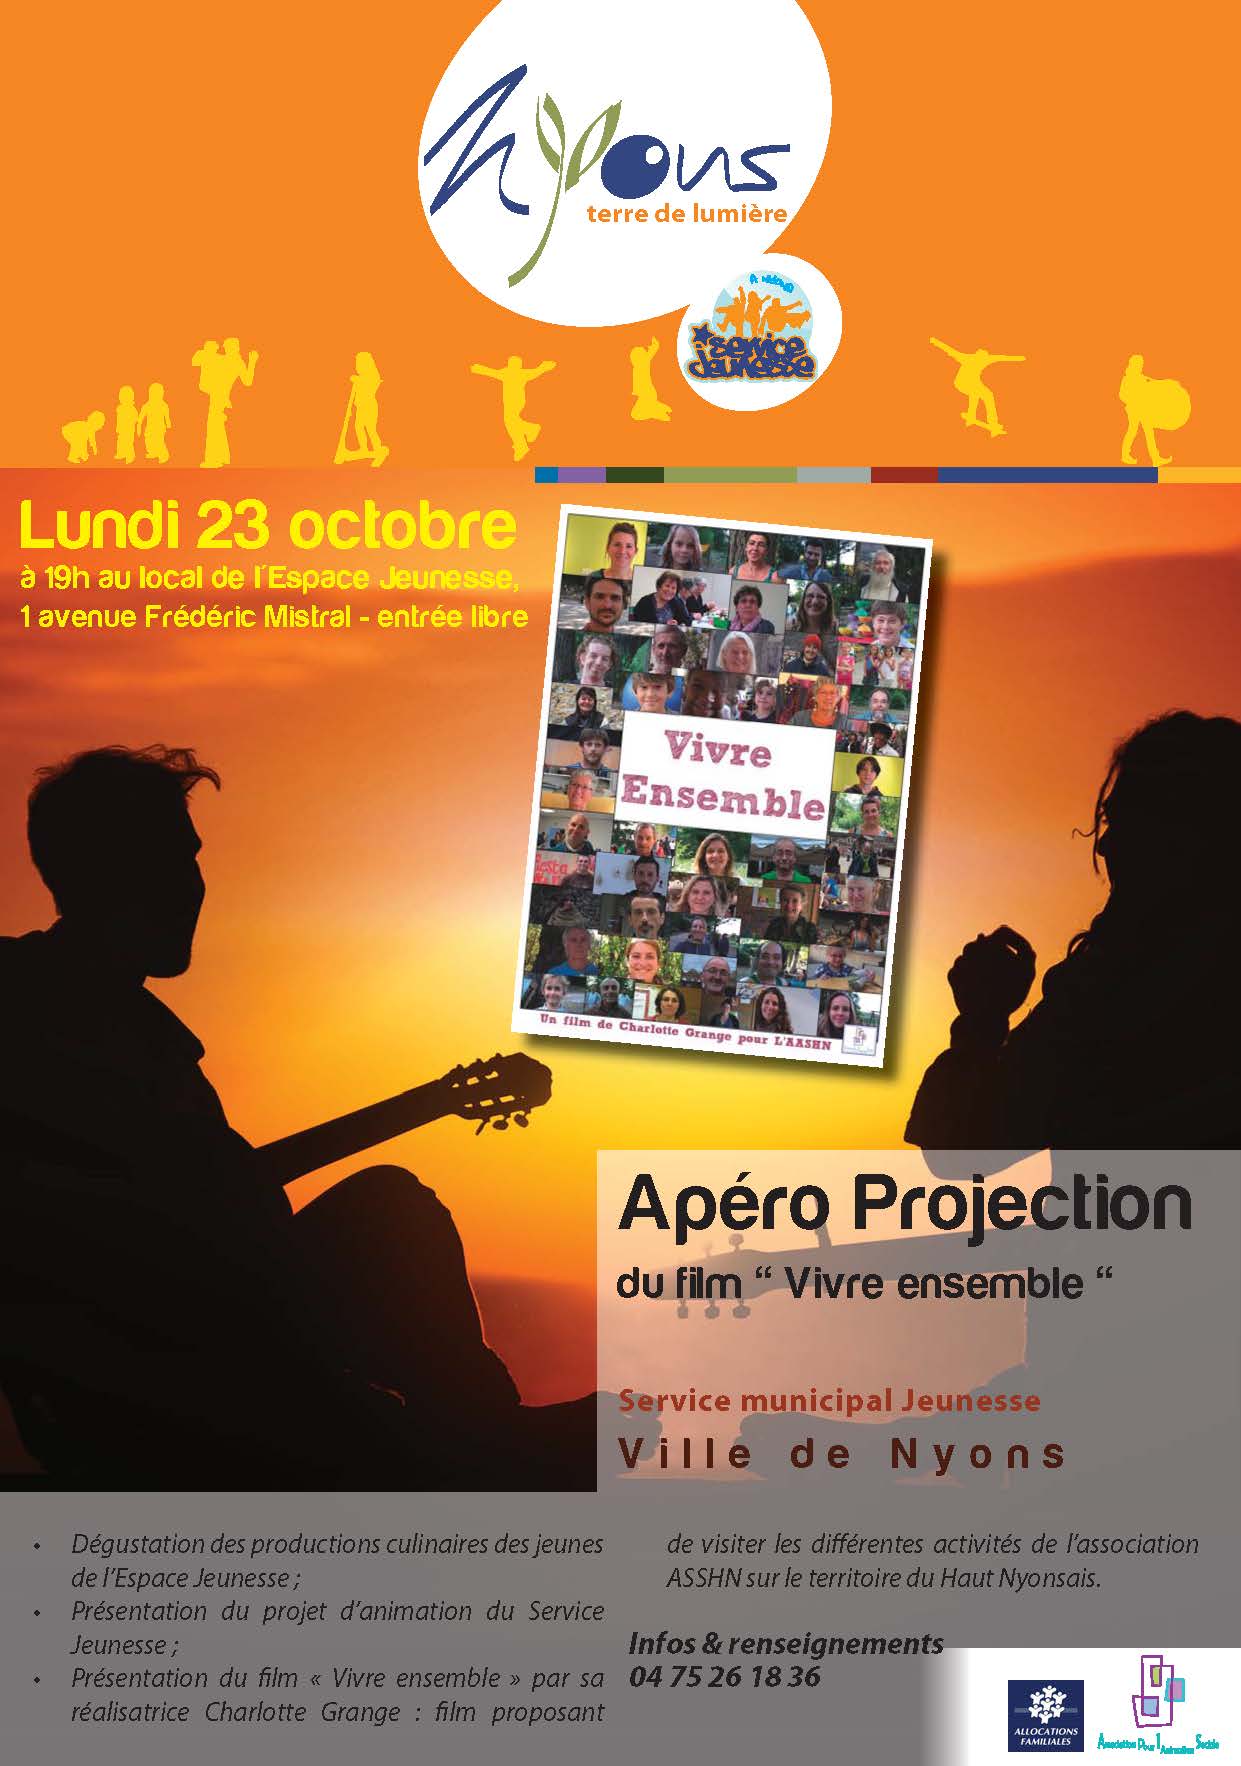 Nyons
terre de lumière
A NYONS
Service
Jeunesse
Lundi 23 octobre
à 19h au local de l'Espace Jeunesse,
1 avenue Frédéric Mistral - entrée libre
Vivre
Ensemble
Un film de Charlotte Grange pour L'AASHN
Apéro Projection
du film “ Vivre ensemble “
Service municipal Jeunesse
Ville de Nyons
• Dégustation des productions culinaires des jeunes
de l’Espace Jeunesse ;
• Présentation du projet d’animation du Service
Jeunesse ;
• Présentation du film « Vivre ensemble » par sa
réalisatrice Charlotte Grange : film proposant
de visiter les différentes activités de l’association
ASSHN sur le territoire du Haut Nyonsais.
Infos & renseignements
04 75 26 18 36
ALLOCATIONS
FAMILIALES
Association Pour l'Animation Sociale